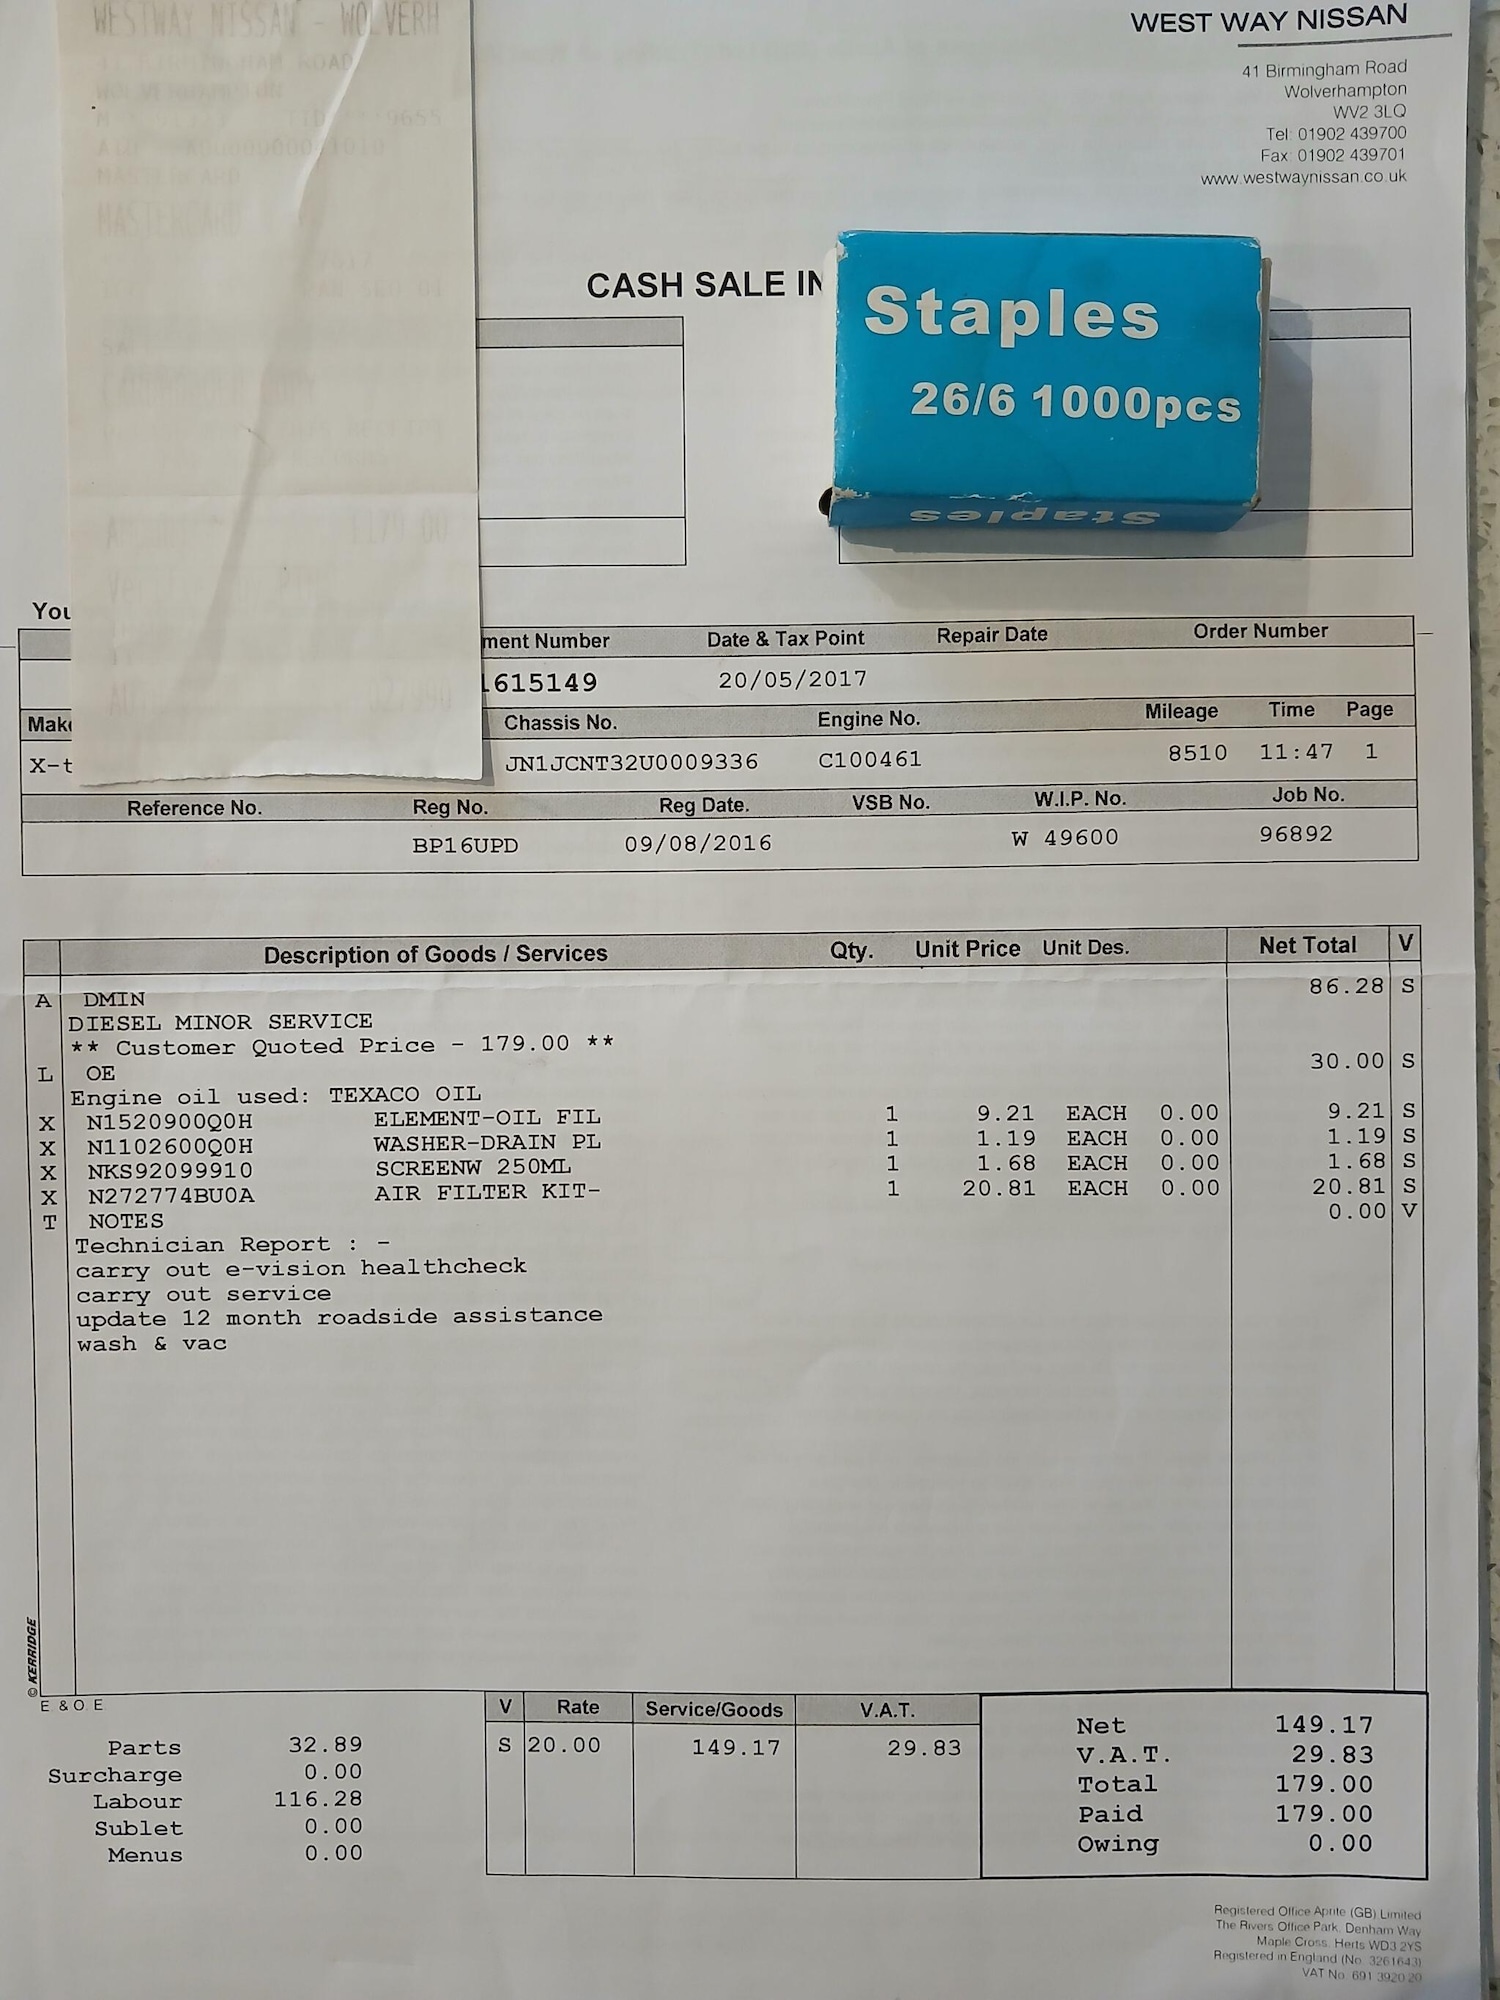 WESTWAY NISSAN - WOLVERH
WEST WAY NISSAN
41 Birmingham Road
Wolverhampton
WV2 3LQ
Tel: 01902 439700
Fax: 01902 439701
www.westwaynissan.co.uk
ROAD
9655
MASTERCARD
CASH SALE IN
Staples
26/6 1000pcs
Staples
You
ment Number Date & Tax Point Repair Date Order Number
1615149 20/05/2017
Make Chassis No. Engine No. Mileage Time Page
X-t JN1JCNT32U0009336 C100461 8510 11:47 1
Reference No. Reg No. Reg Date. VSB No. W.I.P. No. Job No.
BP16UPD 09/08/2016 W 49600 96892
Description of Goods / Services Qty. Unit Price Unit Des. Net Total V
A DMIN 86.28 S
DIESEL MINOR SERVICE
** Customer Quoted Price - 179.00 **
L OE 30.00 S
Engine oil used: TEXACO OIL
X N1520900Q0H ELEMENT-OIL FIL 1 9.21 EACH 0.00 9.21 S
X N1102600Q0H WASHER-DRAIN PL 1 1.19 EACH 0.00 1.19 S
X NKS92099910 SCREENW 250ML 1 1.68 EACH 0.00 1.68 S
X N272774BU0A AIR FILTER KIT- 1 20.81 EACH 0.00 20.81 S
T NOTES 0.00 V
Technician Report : -
carry out e-vision healthcheck
carry out service
update 12 month roadside assistance
wash & vac
© KERRIDGE
E & O E
Parts 32.89
Surcharge 0.00
Labour 116.28
Sublet 0.00
Menus 0.00
V Rate Service/Goods V.A.T.
S 20.00 149.17 29.83
Net 149.17
V.A.T. 29.83
Total 179.00
Paid 179.00
Owing 0.00
Registered Office Aprite (GB) Limited
The Rivers Office Park, Denham Way
Maple Cross, Herts WD3 2YS
Registered in England (No. 3261643)
VAT No. 691 3920 20